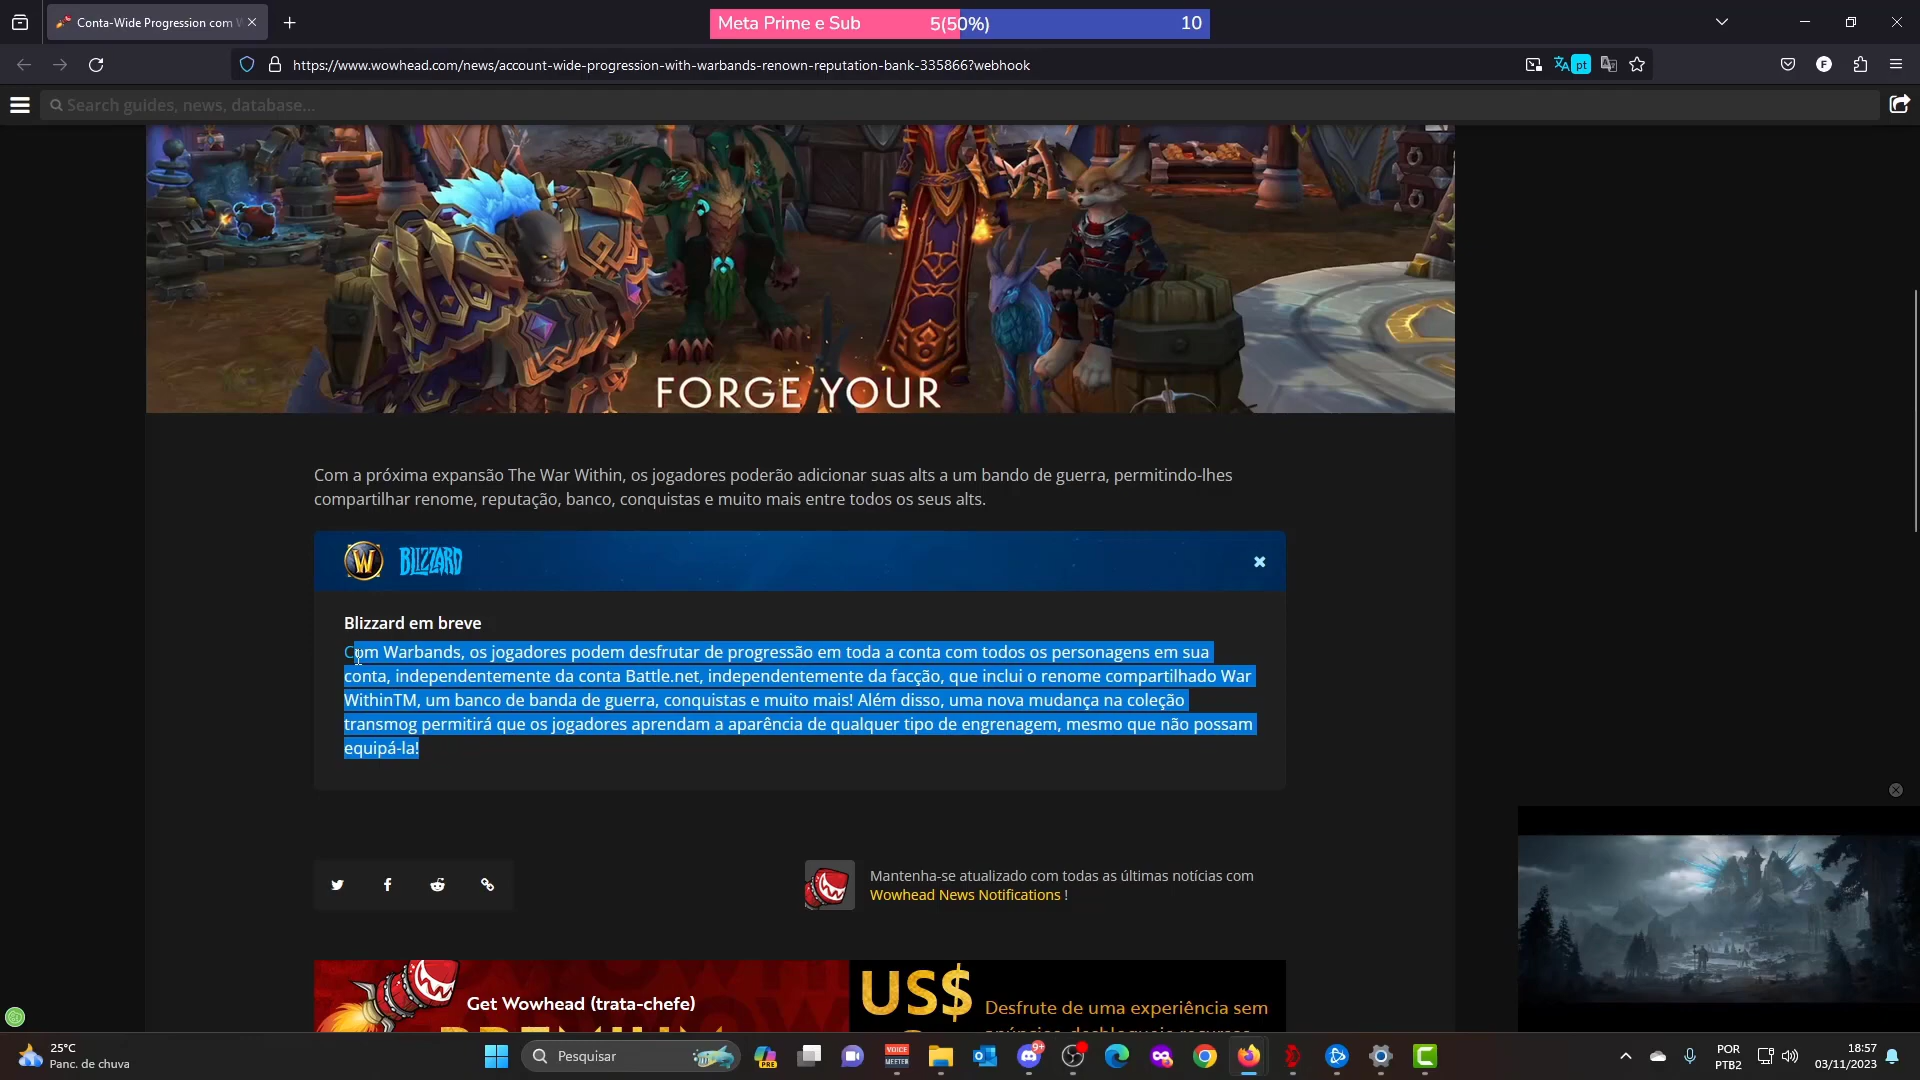 Conta-Wide Progression com W
Meta Prime e Sub 5(50%) 10
https://www.wowhead.com/news/account-wide-progression-with-warbands-renown-reputation-bank-335866?webhook
pt
F
Search guides, news, database...
FORGE YOUR
Com a próxima expansão The War Within, os jogadores poderão adicionar suas alts a um bando de guerra, permitindo-lhes
compartilhar renome, reputação, banco, conquistas e muito mais entre todos os seus alts.
W BLIZZARD
Blizzard em breve
Com Warbands, os jogadores podem desfrutar de progressão em toda a conta com todos os personagens em sua
conta, independentemente da conta Battle.net, independentemente da facção, que inclui o renome compartilhado War
WithinTM, um banco de banda de guerra, conquistas e muito mais! Além disso, uma nova mudança na coleção
transmog permitirá que os jogadores aprendam a aparência de qualquer tipo de engrenagem, mesmo que não possam
equipá-la!
Mantenha-se atualizado com todas as últimas notícias com
Wowhead News Notifications !
Get Wowhead (trata-chefe)
PREMIUM
US$
Desfrute de uma experiência sem
25°C
Panc. de chuva
Pesquisar
PRE
VOICE
MEETER
9+
POR
PTB2
18:57
03/11/2023